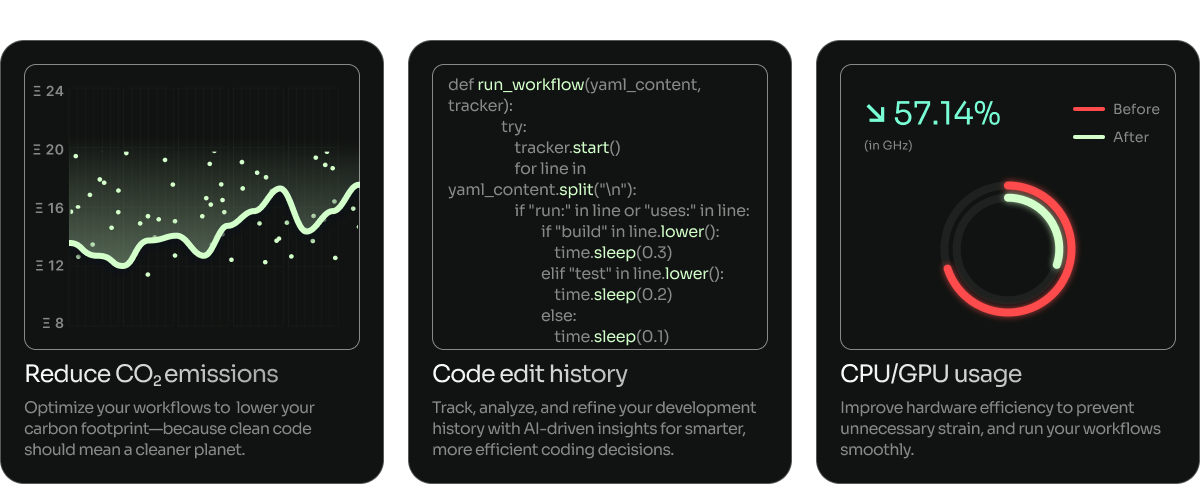 Ξ 24
Ξ 20
Ξ 16
Ξ 12
Ξ 8
Reduce CO₂ emissions
Optimize your workflows to lower your
carbon footprint—because clean code
should mean a cleaner planet.
def run_workflow(yaml_content,
tracker):
try:
tracker.start()
for line in
yaml_content.split("\n"):
if "run:" in line or "uses:" in line:
if "build" in line.lower():
time.sleep(0.3)
elif "test" in line.lower():
time.sleep(0.2)
else:
time.sleep(0.1)
Code edit history
Track, analyze, and refine your development
history with AI-driven insights for smarter,
more efficient coding decisions.
↘ 57.14%
(in GHz)
Before
After
CPU/GPU usage
Improve hardware efficiency to prevent
unnecessary strain, and run your workflows
smoothly.